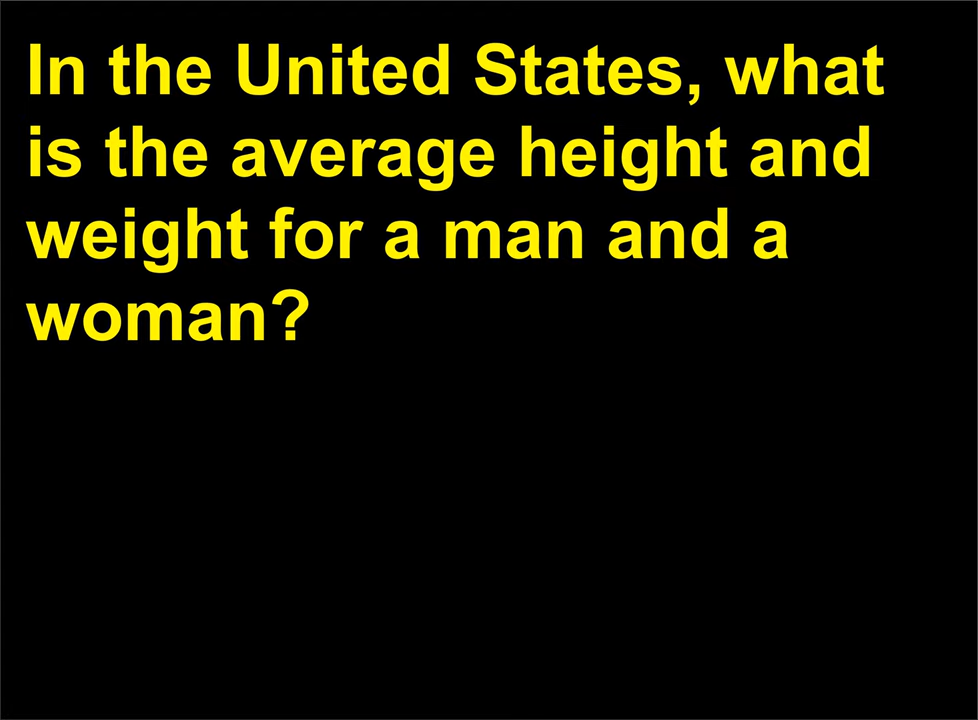 In the United States, what
is the average height and
weight for a man and a
woman?